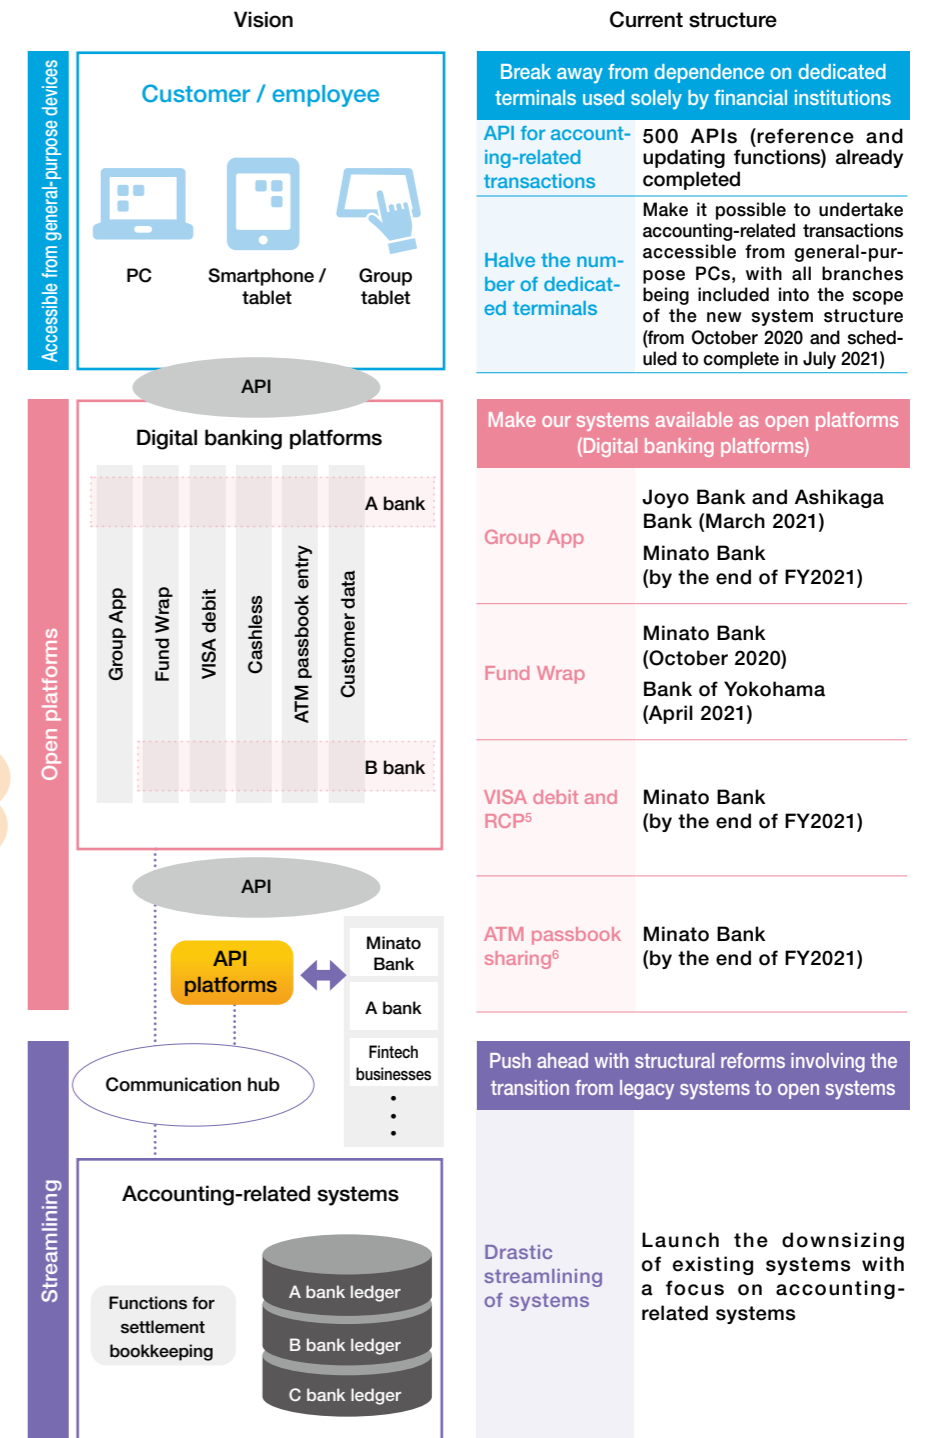 Vision
Current structure
Accessible from general-purpose devices
Customer / employee
PC
Smartphone /
tablet
Group
tablet
API
Break away from dependence on dedicated
terminals used solely by financial institutions
API for account-
ing-related
transactions
500 APIs (reference and
updating functions) already
completed
Halve the num-
ber of dedicat-
ed terminals
Make it possible to undertake
accounting-related transactions
accessible from general-pur-
pose PCs, with all branches
being included into the scope
of the new system structure
(from October 2020 and sched-
uled to complete in July 2021)
Open platforms
Digital banking platforms
A bank
Group App
Fund Wrap
VISA debit
Cashless
ATM passbook entry
Customer data
B bank
API
API
platforms
Minato
Bank
A bank
Fintech
businesses
•
•
•
Communication hub
Make our systems available as open platforms
(Digital banking platforms)
Group App
Joyo Bank and Ashikaga
Bank (March 2021)
Minato Bank
(by the end of FY2021)
Fund Wrap
Minato Bank
(October 2020)
Bank of Yokohama
(April 2021)
VISA debit and
RCP5
Minato Bank
(by the end of FY2021)
ATM passbook
sharing6
Minato Bank
(by the end of FY2021)
Streamlining
Accounting-related systems
Functions for
settlement
bookkeeping
A bank ledger
B bank ledger
C bank ledger
Push ahead with structural reforms involving the
transition from legacy systems to open systems
Drastic
streamlining
of systems
Launch the downsizing
of existing systems with
a focus on accounting-
related systems